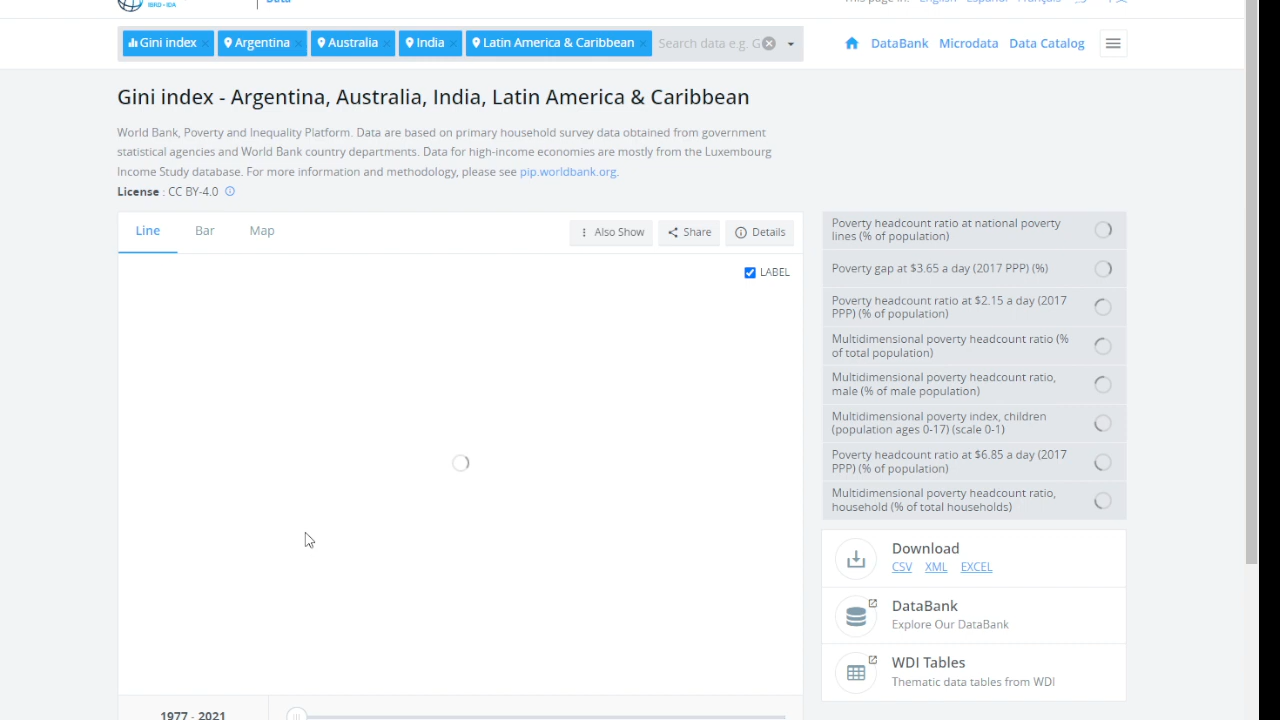 IBRD • IDA
Data
This page in: English Español Français
Gini index × Argentina × Australia × India × Latin America & Caribbean × Search data e.g. G
DataBank Microdata Data Catalog
Gini index - Argentina, Australia, India, Latin America & Caribbean
World Bank, Poverty and Inequality Platform. Data are based on primary household survey data obtained from government
statistical agencies and World Bank country departments. Data for high-income economies are mostly from the Luxembourg
Income Study database. For more information and methodology, please see pip.worldbank.org.
License : CC BY-4.0
Line Bar Map Also Show Share Details
LABEL
1977 - 2021
Poverty headcount ratio at national poverty
lines (% of population)
Poverty gap at $3.65 a day (2017 PPP) (%)
Poverty headcount ratio at $2.15 a day (2017
PPP) (% of population)
Multidimensional poverty headcount ratio (%
of total population)
Multidimensional poverty headcount ratio,
male (% of male population)
Multidimensional poverty index, children
(population ages 0-17) (scale 0-1)
Poverty headcount ratio at $6.85 a day (2017
PPP) (% of population)
Multidimensional poverty headcount ratio,
household (% of total households)
Download
CSV XML EXCEL
DataBank
Explore Our DataBank
WDI Tables
Thematic data tables from WDI